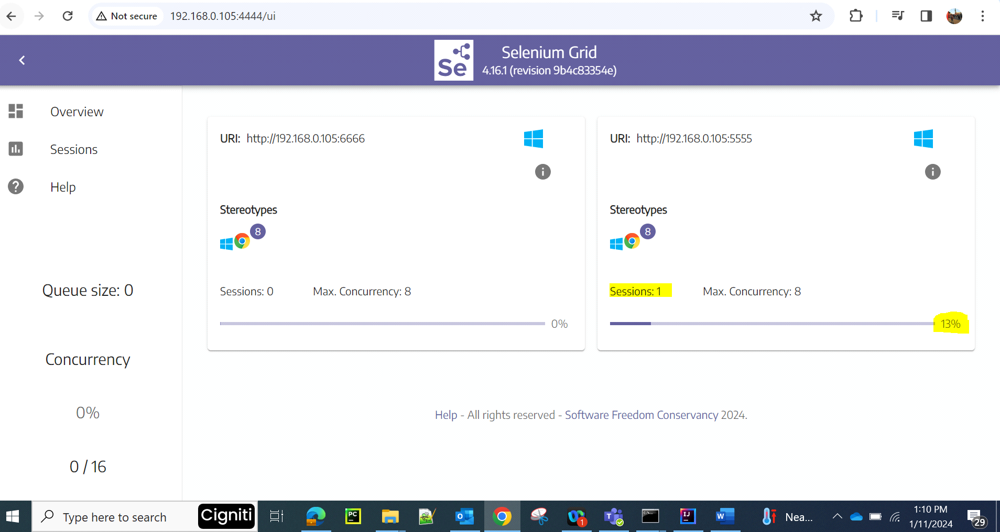 Not secure
192.168.0.105:4444/ui
Se
Selenium Grid
4.16.1 (revision 9b4c83354e)
Overview
Sessions
Help
Queue size: 0
Concurrency
0%
0 / 16
URI: http://192.168.0.105:6666
Stereotypes
8
Sessions: 0
Max. Concurrency: 8
0%
URI: http://192.168.0.105:5555
Stereotypes
8
Sessions: 1
Max. Concurrency: 8
13%
Help - All rights reserved - Software Freedom Conservancy 2024.
Type here to search
Cigniti
PC
O
1
T
C:\
IJ
W
Nea...
1:10 PM
1/11/2024
29